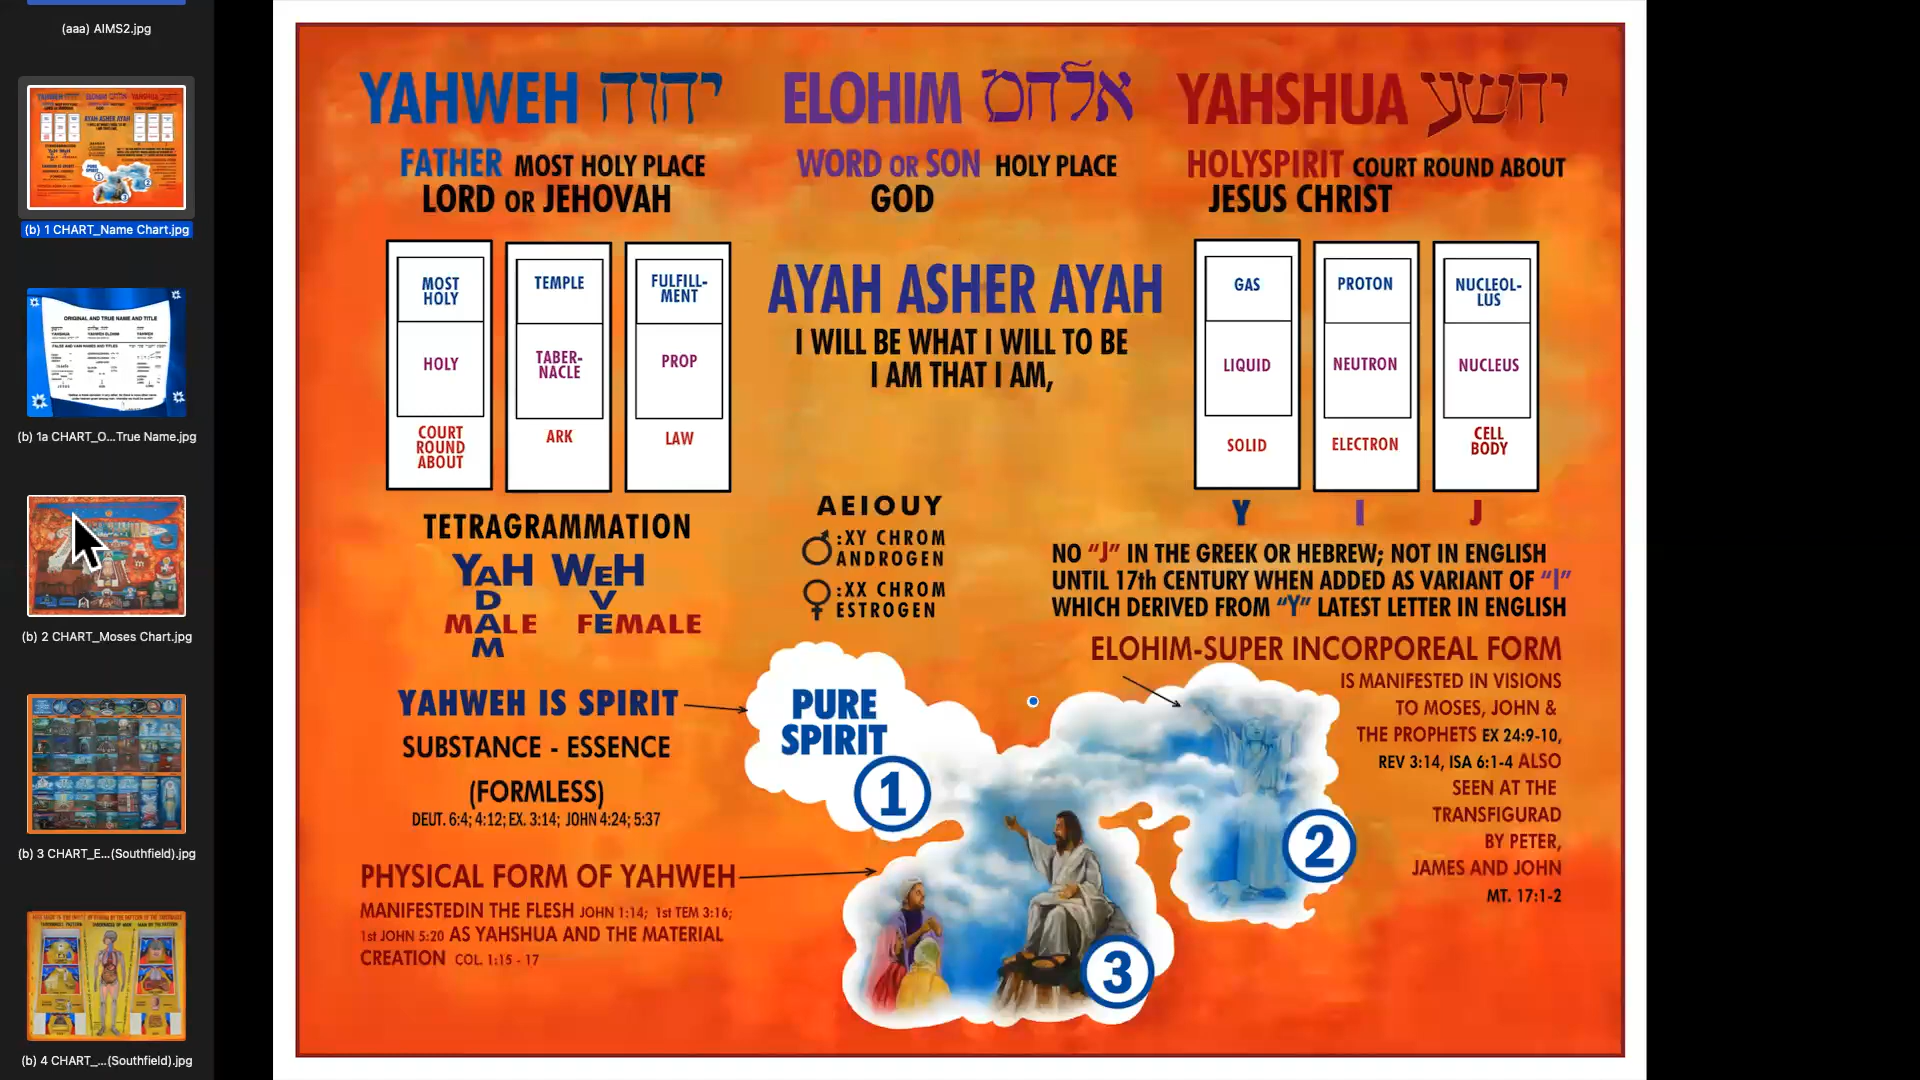 (aaa) AIMS2.jpg
(b) 1 CHART_Name Chart.jpg
ORIGINAL AND TRUE NAME AND TITLE
(b) 1a CHART_O...True Name.jpg
(b) 2 CHART_Moses Chart.jpg
(b) 3 CHART_E...(Southfield).jpg
(b) 4 CHART_...(Southfield).jpg
YAHWEH יהוה
FATHER MOST HOLY PLACE
LORD OR JEHOVAH
ELOHIM אלהם
WORD OR SON HOLY PLACE
GOD
YAHSHUA יהשע
HOLYSPIRIT COURT ROUND ABOUT
JESUS CHRIST
MOST
HOLY
HOLY
COURT
ROUND
ABOUT
TEMPLE
TABER-
NACLE
ARK
FULFILL-
MENT
PROP
LAW
AYAH ASHER AYAH
I WILL BE WHAT I WILL TO BE
I AM THAT I AM,
GAS
LIQUID
SOLID
PROTON
NEUTRON
ELECTRON
NUCLEOL-
LUS
NUCLEUS
CELL
BODY
TETRAGRAMMATION
YAH WEH
D V
MALE FEMALE
M
AEIOUY
:XY CHROM
ANDROGEN
:XX CHROM
ESTROGEN
Y I J
NO "J" IN THE GREEK OR HEBREW; NOT IN ENGLISH
UNTIL 17th CENTURY WHEN ADDED AS VARIANT OF "I"
WHICH DERIVED FROM "Y" LATEST LETTER IN ENGLISH
ELOHIM-SUPER INCORPOREAL FORM
IS MANIFESTED IN VISIONS
TO MOSES, JOHN &
THE PROPHETS EX 24:9-10,
REV 3:14, ISA 6:1-4 ALSO
SEEN AT THE
TRANSFIGURAD
BY PETER,
JAMES AND JOHN
MT. 17:1-2
YAHWEH IS SPIRIT
SUBSTANCE - ESSENCE
(FORMLESS)
DEUT. 6:4; 4:12; EX. 3:14; JOHN 4:24; 5:37
PURE
SPIRIT
1
2
3
PHYSICAL FORM OF YAHWEH
MANIFESTEDIN THE FLESH JOHN 1:14; 1st TEM 3:16;
1st JOHN 5:20 AS YAHSHUA AND THE MATERIAL
CREATION COL. 1:15 - 17